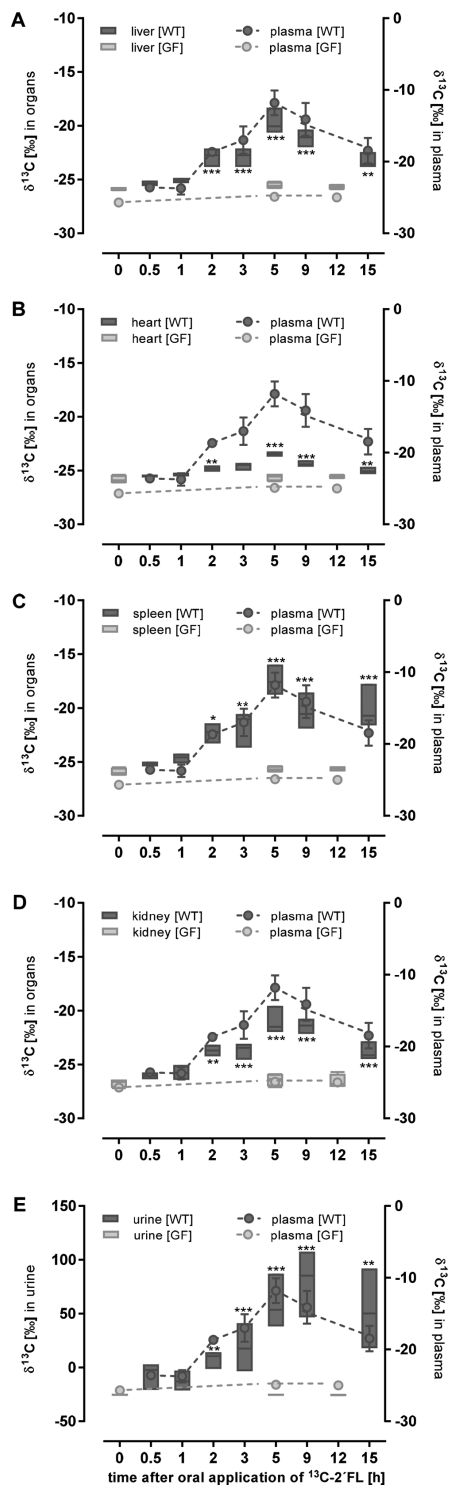 A
liver [WT]
liver [GF]
plasma [WT]
plasma [GF]
-10
-15
-20
-25
-30
δ¹³C [‰] in organs
0
-10
-20
-30
δ¹³C [‰] in plasma
*** *** *** *** **
0 0.5 1 2 3 5 9 12 15
B
heart [WT]
heart [GF]
plasma [WT]
plasma [GF]
-10
-15
-20
-25
-30
δ¹³C [‰] in organs
0
-10
-20
-30
δ¹³C [‰] in plasma
** *** *** **
0 0.5 1 2 3 5 9 12 15
C
spleen [WT]
spleen [GF]
plasma [WT]
plasma [GF]
-10
-15
-20
-25
-30
δ¹³C [‰] in organs
0
-10
-20
-30
δ¹³C [‰] in plasma
* ** *** *** ***
0 0.5 1 2 3 5 9 12 15
D
kidney [WT]
kidney [GF]
plasma [WT]
plasma [GF]
-10
-15
-20
-25
-30
δ¹³C [‰] in organs
0
-10
-20
-30
δ¹³C [‰] in plasma
** *** *** *** ***
0 0.5 1 2 3 5 9 12 15
E
urine [WT]
urine [GF]
plasma [WT]
plasma [GF]
150
100
50
0
-50
δ¹³C [‰] in urine
0
-10
-20
-30
δ¹³C [‰] in plasma
** *** *** *** **
0 0.5 1 2 3 5 9 12 15
time after oral application of ¹³C-2´FL [h]